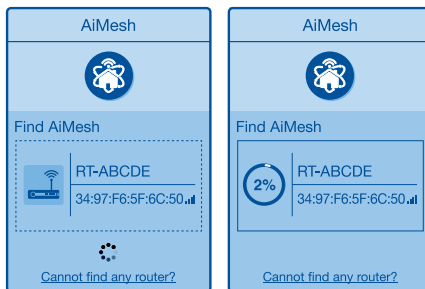 AiMesh
Find AiMesh
RT-ABCDE
34:97:F6:5F:6C:50
Cannot find any router?
AiMesh
Find AiMesh
2%
RT-ABCDE
34:97:F6:5F:6C:50
Cannot find any router?